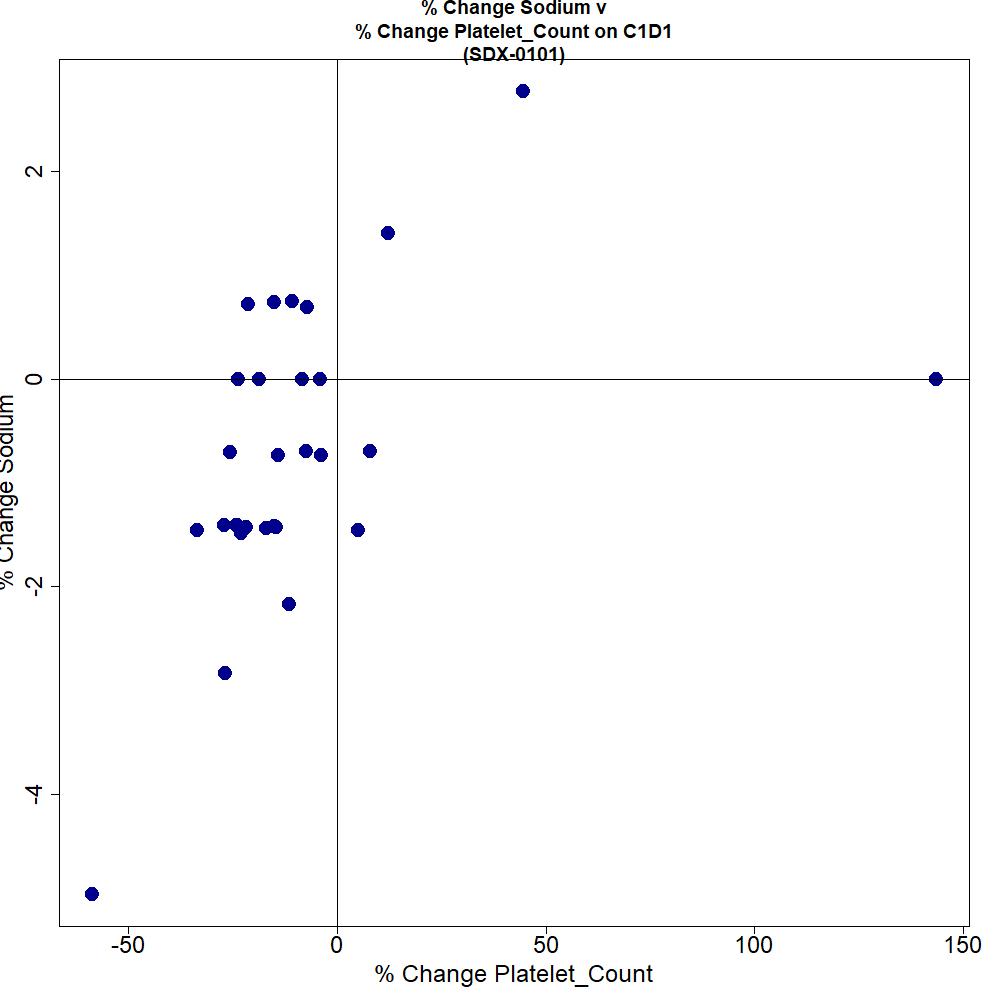 % Change Sodium v
% Change Platelet_Count on C1D1
(SDX-0101)
% Change Sodium
2
0
-2
-4
-50
0
50
100
150
% Change Platelet_Count